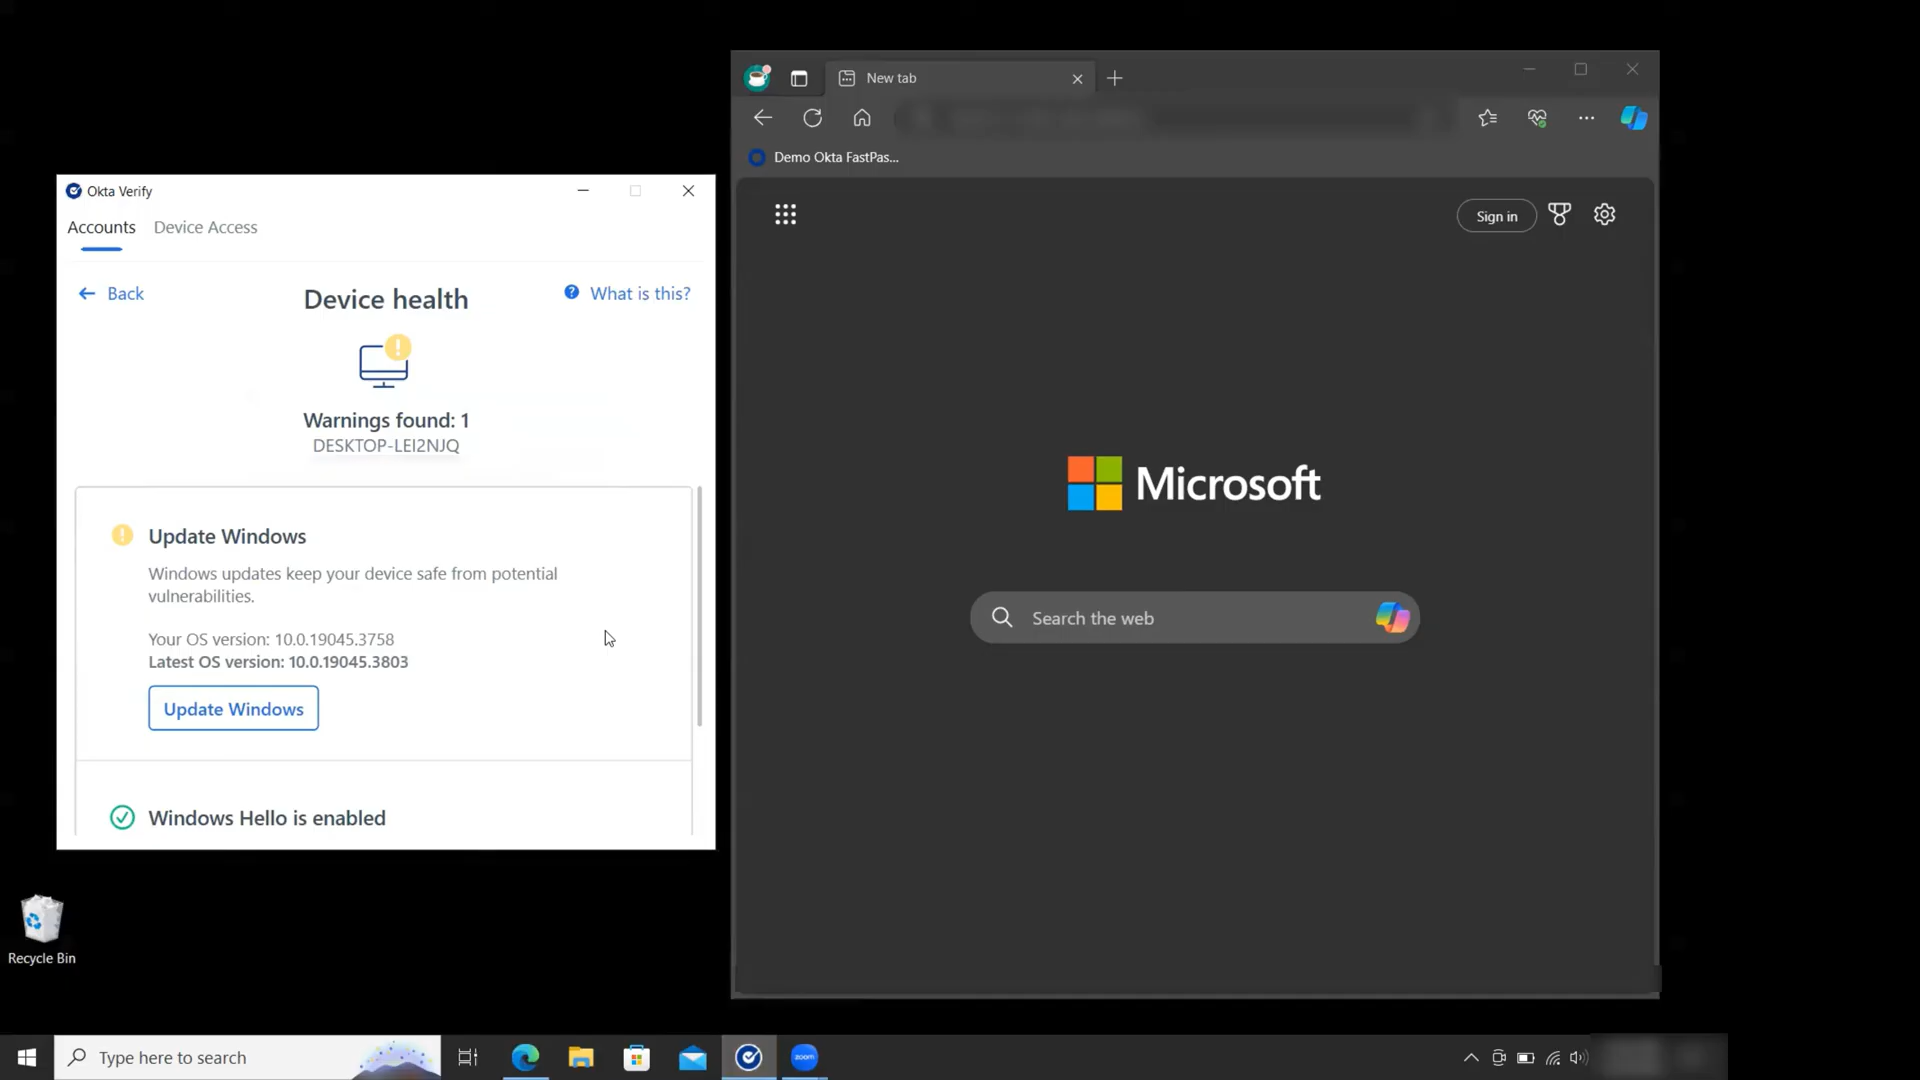 Okta Verify
Accounts
Device Access
Back
Device health
What is this?
Warnings found: 1
DESKTOP-LEI2NJQ
Update Windows
Windows updates keep your device safe from potential
vulnerabilities.
Your OS version: 10.0.19045.3758
Latest OS version: 10.0.19045.3803
Update Windows
Windows Hello is enabled
New tab
Demo Okta FastPas...
Sign in
Microsoft
Search the web
Recycle Bin
Type here to search
zoom